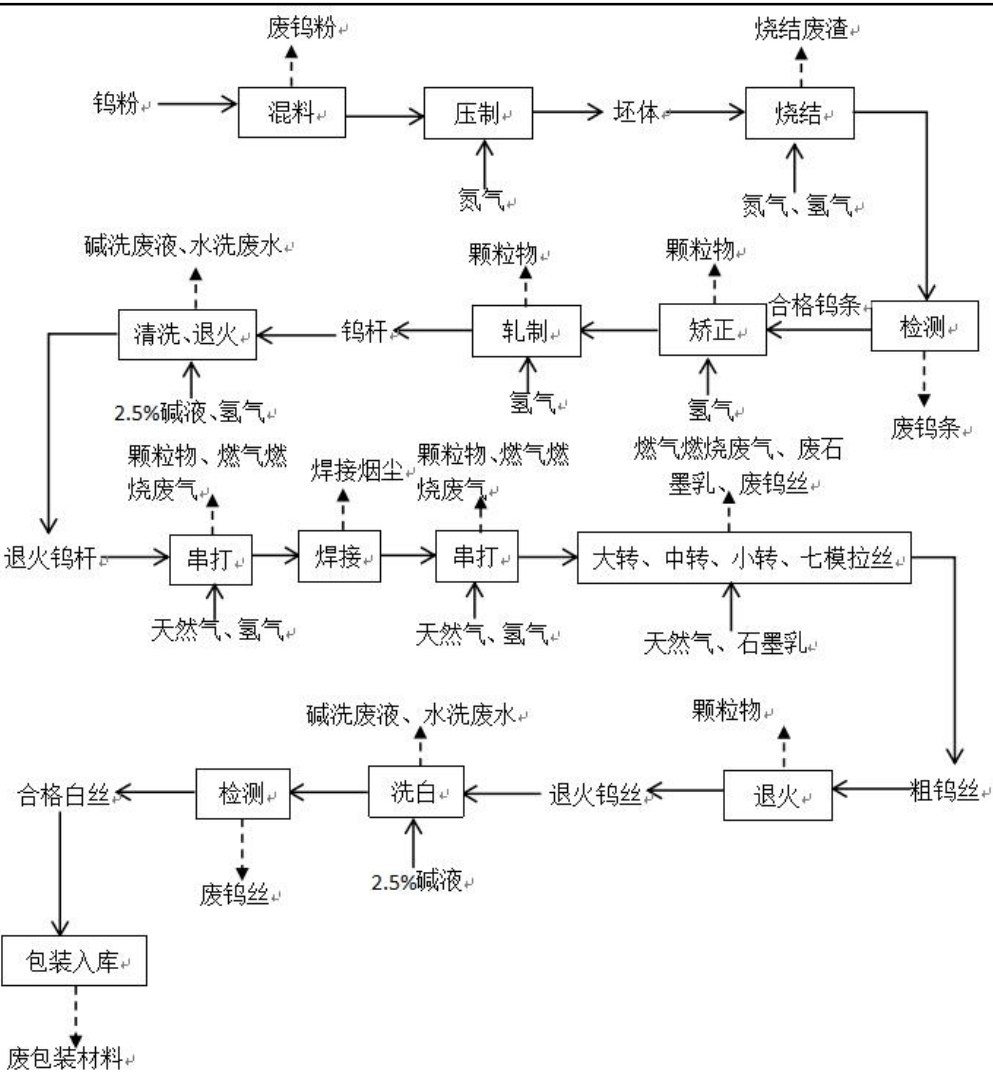 废钨粉
烧结废渣
钨粉
混料
压制
坯体
烧结
氮气
氮气、氢气
碱洗废液、水洗废水
颗粒物
颗粒物
清洗、退火
钨杆
轧制
矫正
合格钨条
检测
2.5%碱液、氢气
氢气
氢气
废钨条
颗粒物、燃气燃
烧废气
焊接烟尘
颗粒物、燃气燃
烧废气
燃气燃烧废气、废石
墨乳、废钨丝
退火钨杆
串打
焊接
串打
大转、中转、小转、七模拉丝
天然气、氢气
天然气、氢气
天然气、石墨乳
碱洗废液、水洗废水
颗粒物
合格白丝
检测
洗白
退火钨丝
退火
粗钨丝
废钨丝
2.5%碱液
包装入库
废包装材料